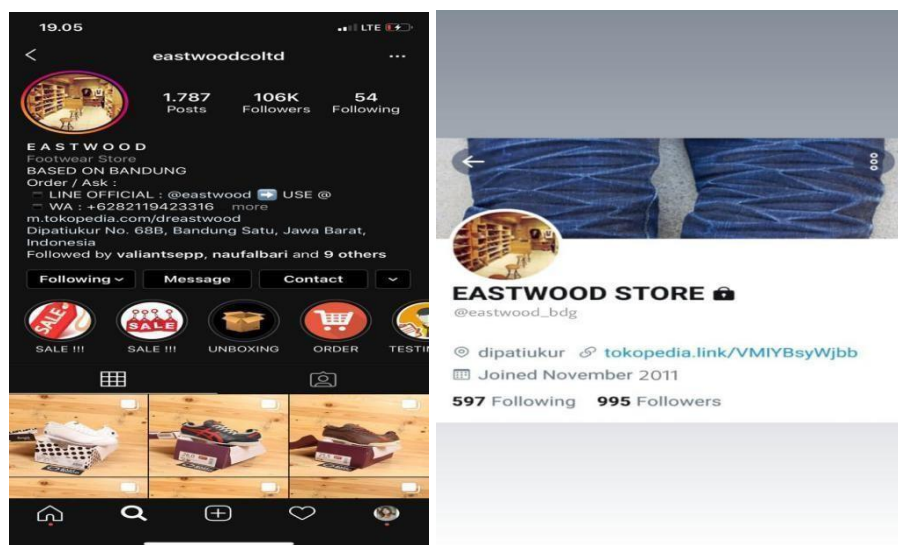 19.05
LTE
eastwoodcoltd
1.787 106K 54
Posts Followers Following
E A S T W O O D
Footwear Store
BASED ON BANDUNG
Order / Ask :
LINE OFFICIAL : @eastwood ➡️ USE @
WA : +6282119423316 more
m.tokopedia.com/dreastwood
Dipatiukur No. 68B, Bandung Satu, Jawa Barat,
Indonesia
Followed by valiantsepp, naufalbari and 9 others
Following Message Contact
SALE
SALE
SALE !!! SALE !!! UNBOXING ORDER TESTIN
EASTWOOD STORE
@eastwood_bdg
dipatiukur tokopedia.link/VMIYBsyWjbb
Joined November 2011
597 Following 995 Followers